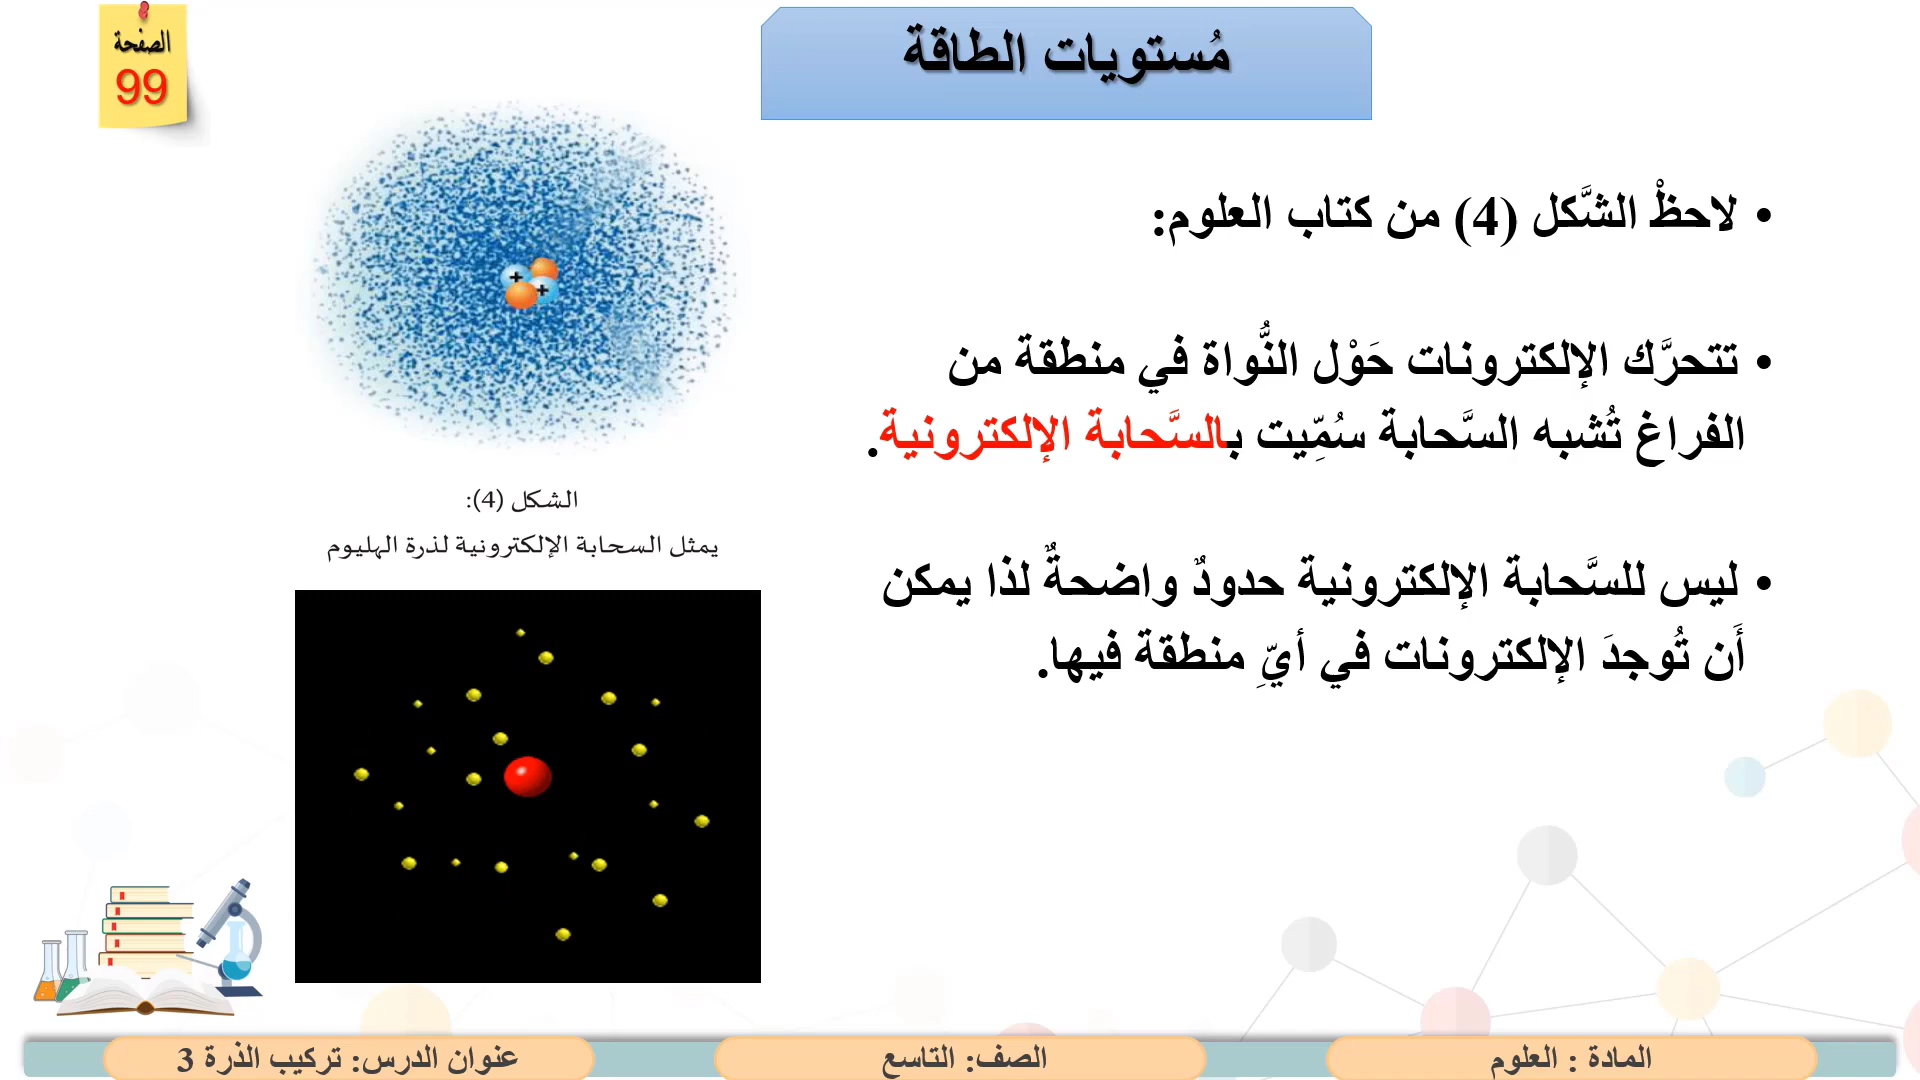 الصفحة
99
مُستويات الطاقة
• لاحظْ الشَّكل (4) من كتاب العلوم:
• تتحرَّك الإلكترونات حَوْل النُّواة في منطقة من
الفراغ تُشبه السَّحابة سُمِّيت بالسَّحابة الإلكترونية.
• ليس للسَّحابة الإلكترونية حدودٌ واضحةٌ لذا يمكن
أَن تُوجدَ الإلكترونات في أيِّ منطقة فيها.
+
+
الشكل (4):
يمثل السحابة الإلكترونية لذرة الهليوم
المادة : العلوم
الصف: التاسع
عنوان الدرس: تركيب الذرة 3